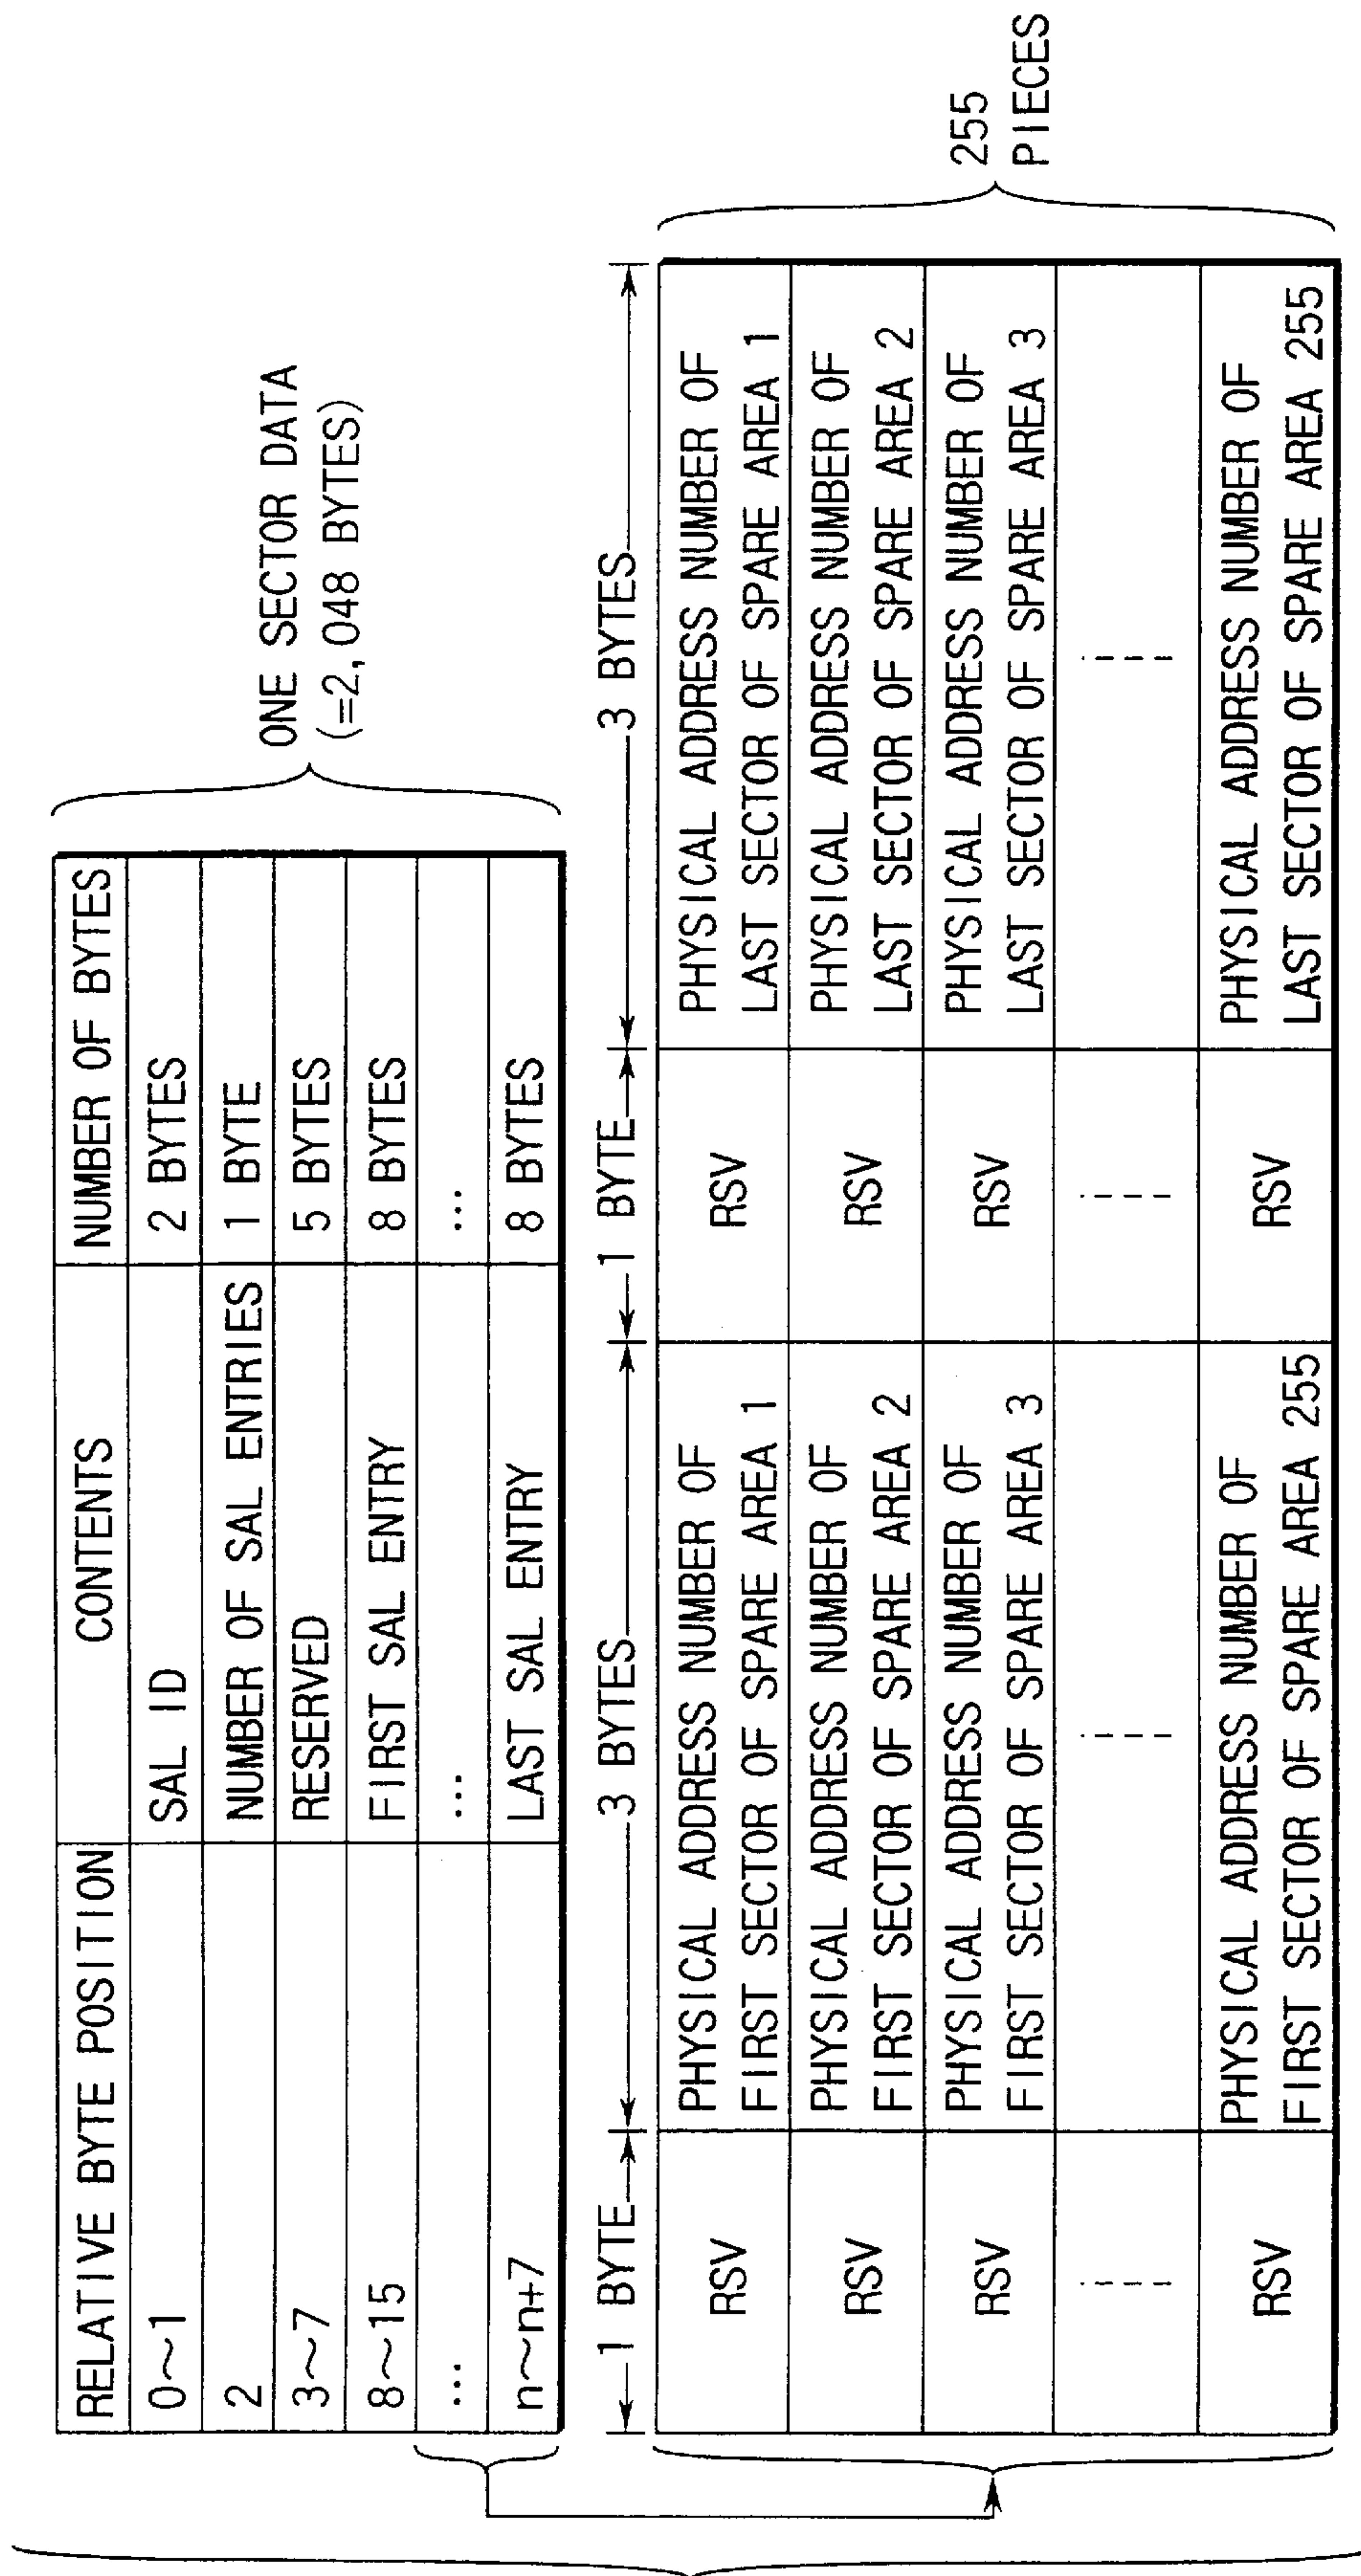 RELATIVE BYTE POSITION CONTENTS NUMBER OF BYTES
0~1 SAL ID 2 BYTES
2 NUMBER OF SAL ENTRIES 1 BYTE
3~7 RESERVED 5 BYTES
8~15 FIRST SAL ENTRY 8 BYTES
... ... ...
n~n+7 LAST SAL ENTRY 8 BYTES
ONE SECTOR DATA
(=2,048 BYTES)
1 BYTE 3 BYTES 1 BYTE 3 BYTES
RSV
PHYSICAL ADDRESS NUMBER OF
FIRST SECTOR OF SPARE AREA 1
RSV
PHYSICAL ADDRESS NUMBER OF
LAST SECTOR OF SPARE AREA 1
RSV
PHYSICAL ADDRESS NUMBER OF
FIRST SECTOR OF SPARE AREA 2
RSV
PHYSICAL ADDRESS NUMBER OF
LAST SECTOR OF SPARE AREA 2
RSV
PHYSICAL ADDRESS NUMBER OF
FIRST SECTOR OF SPARE AREA 3
RSV
PHYSICAL ADDRESS NUMBER OF
LAST SECTOR OF SPARE AREA 3
RSV
PHYSICAL ADDRESS NUMBER OF
FIRST SECTOR OF SPARE AREA 255
RSV
PHYSICAL ADDRESS NUMBER OF
LAST SECTOR OF SPARE AREA 255
255
PIECES